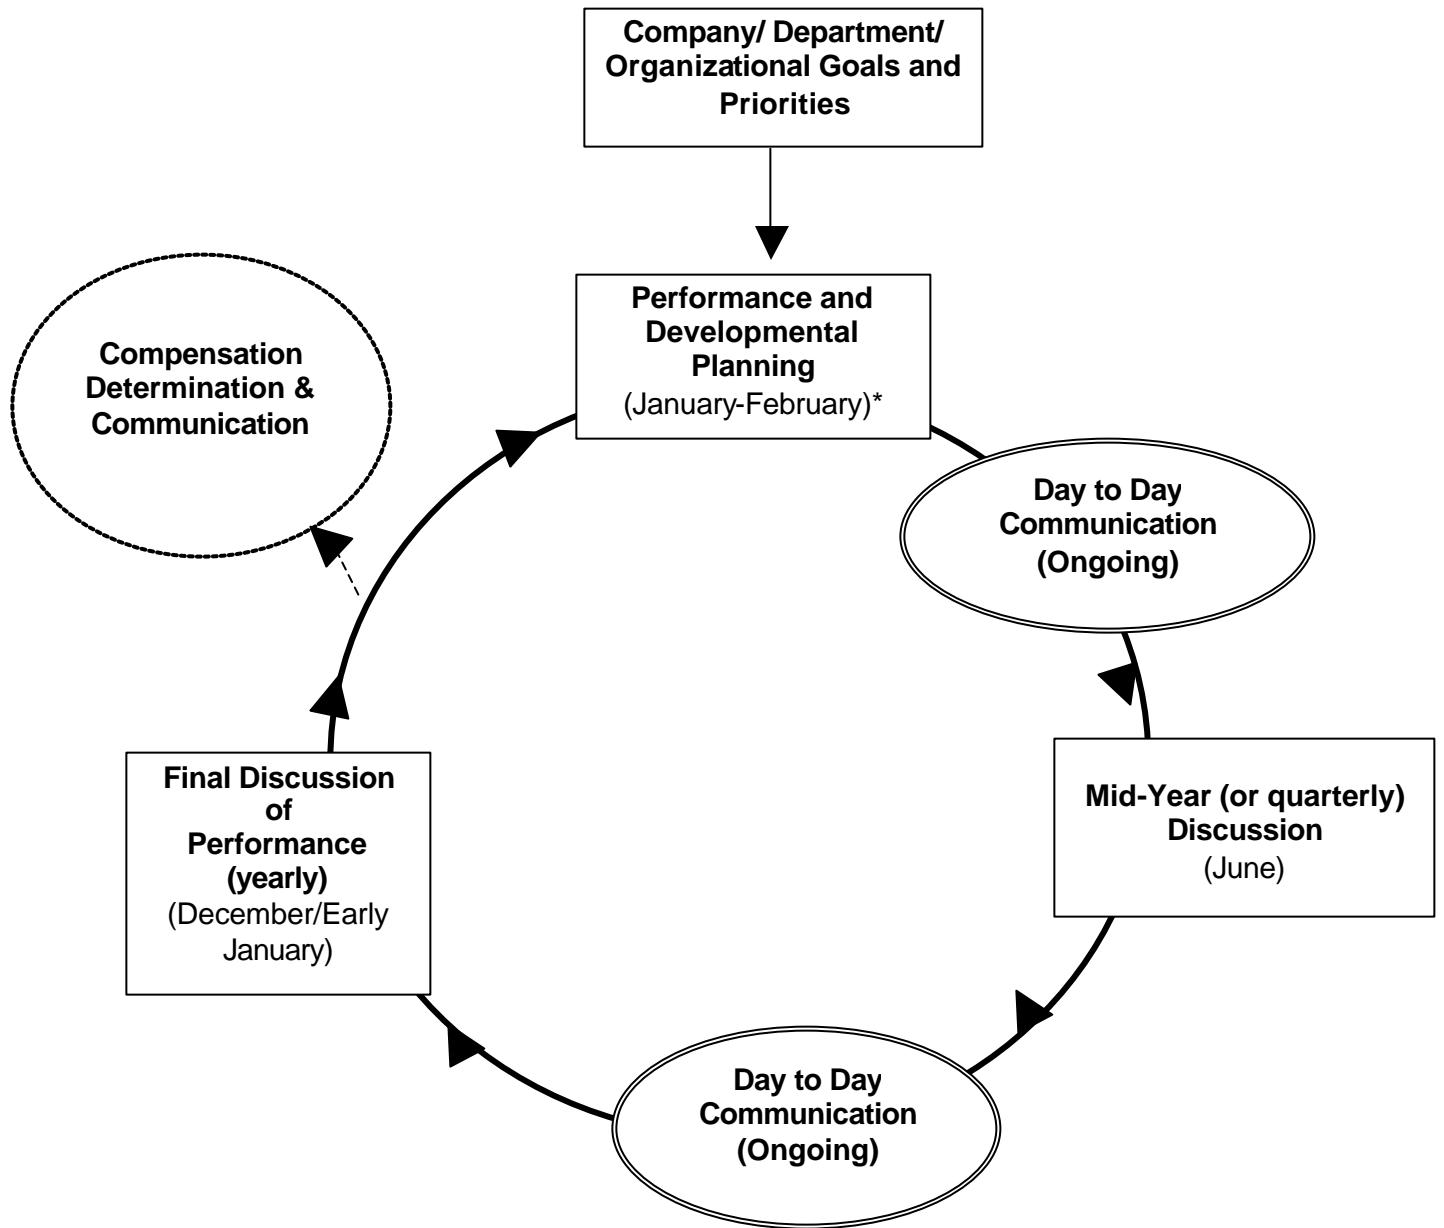 Company/ Department/
Organizational Goals and
Priorities
Performance and
Developmental
Planning
(January-February)*
Compensation
Determination &
Communication
Day to Day
Communication
(Ongoing)
Mid-Year (or quarterly)
Discussion
(June)
Final Discussion
of
Performance
(yearly)
(December/Early
January)
Day to Day
Communication
(Ongoing)